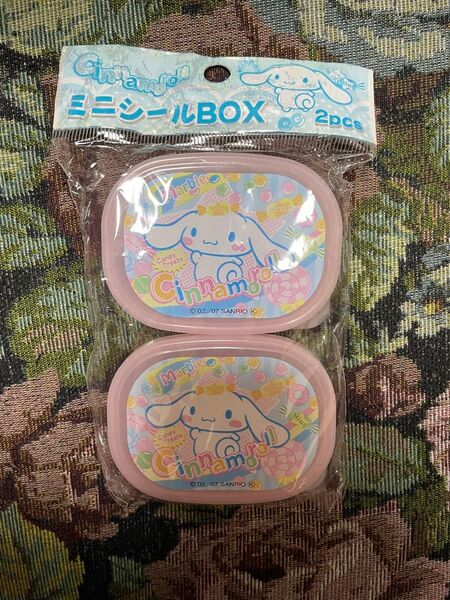 Cinnamoroll
ミニシールBOX
2pcs
Marble
Candy Treats
Cinnamoroll
©'02, '07 SANRIO Ⓚ
Marble
Candy Treats
Cinnamoroll
©'02, '07 SANRIO Ⓚ